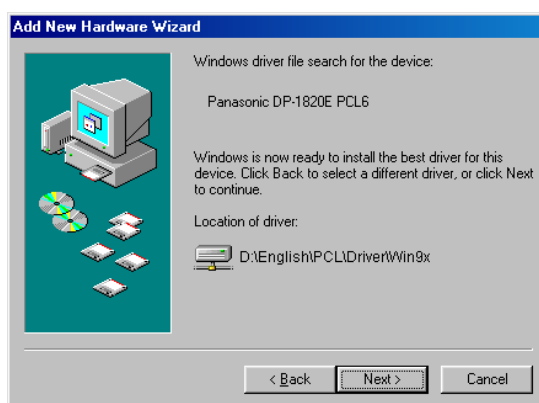 Add New Hardware Wizard
Windows driver file search for the device:
Panasonic DP-1820E PCL6
Windows is now ready to install the best driver for this
device. Click Back to select a different driver, or click Next
to continue.
Location of driver:
D:\English\PCL\Driver\Win9x
< Back
Next >
Cancel